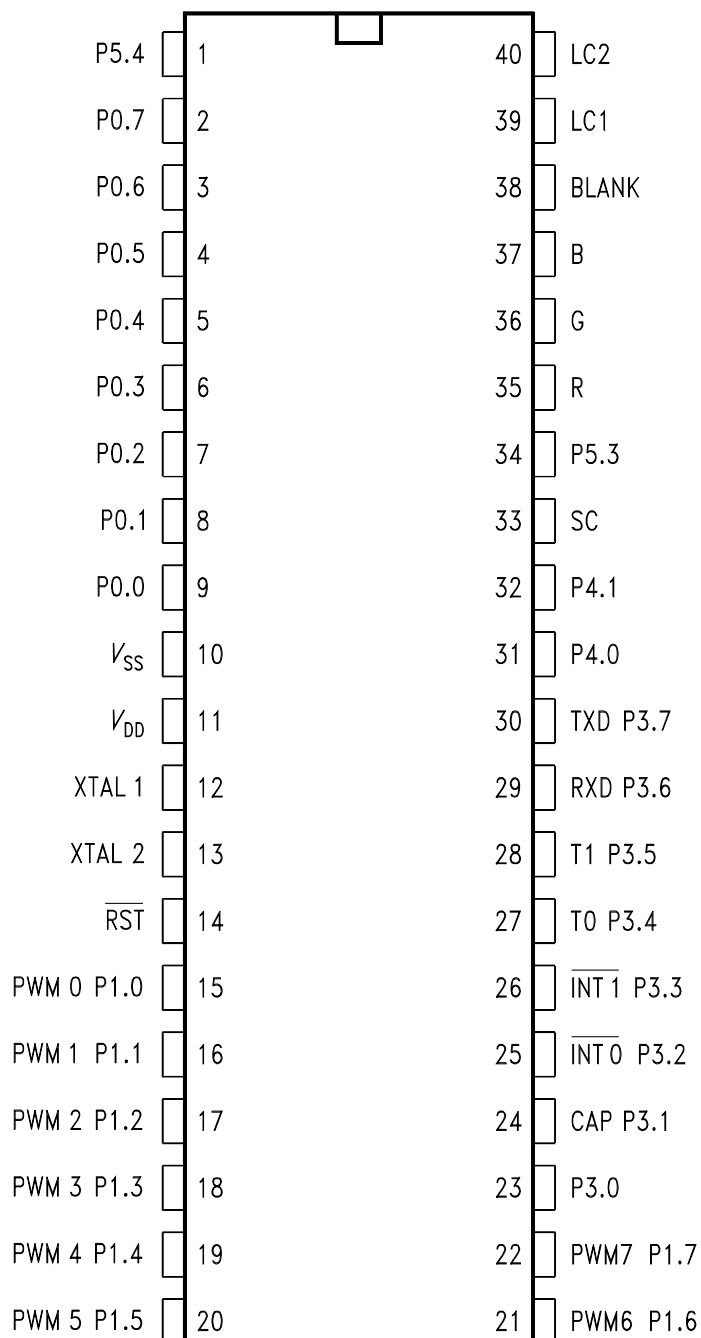 P5.4 1 40 LC2
P0.7 2 39 LC1
P0.6 3 38 BLANK
P0.5 4 37 B
P0.4 5 36 G
P0.3 6 35 R
P0.2 7 34 P5.3
P0.1 8 33 SC
P0.0 9 32 P4.1
VSS 10 31 P4.0
VDD 11 30 TXD P3.7
XTAL 1 12 29 RXD P3.6
XTAL 2 13 28 T1 P3.5
RST 14 27 T0 P3.4
PWM 0 P1.0 15 26 INT 1 P3.3
PWM 1 P1.1 16 25 INT 0 P3.2
PWM 2 P1.2 17 24 CAP P3.1
PWM 3 P1.3 18 23 P3.0
PWM 4 P1.4 19 22 PWM7 P1.7
PWM 5 P1.5 20 21 PWM6 P1.6